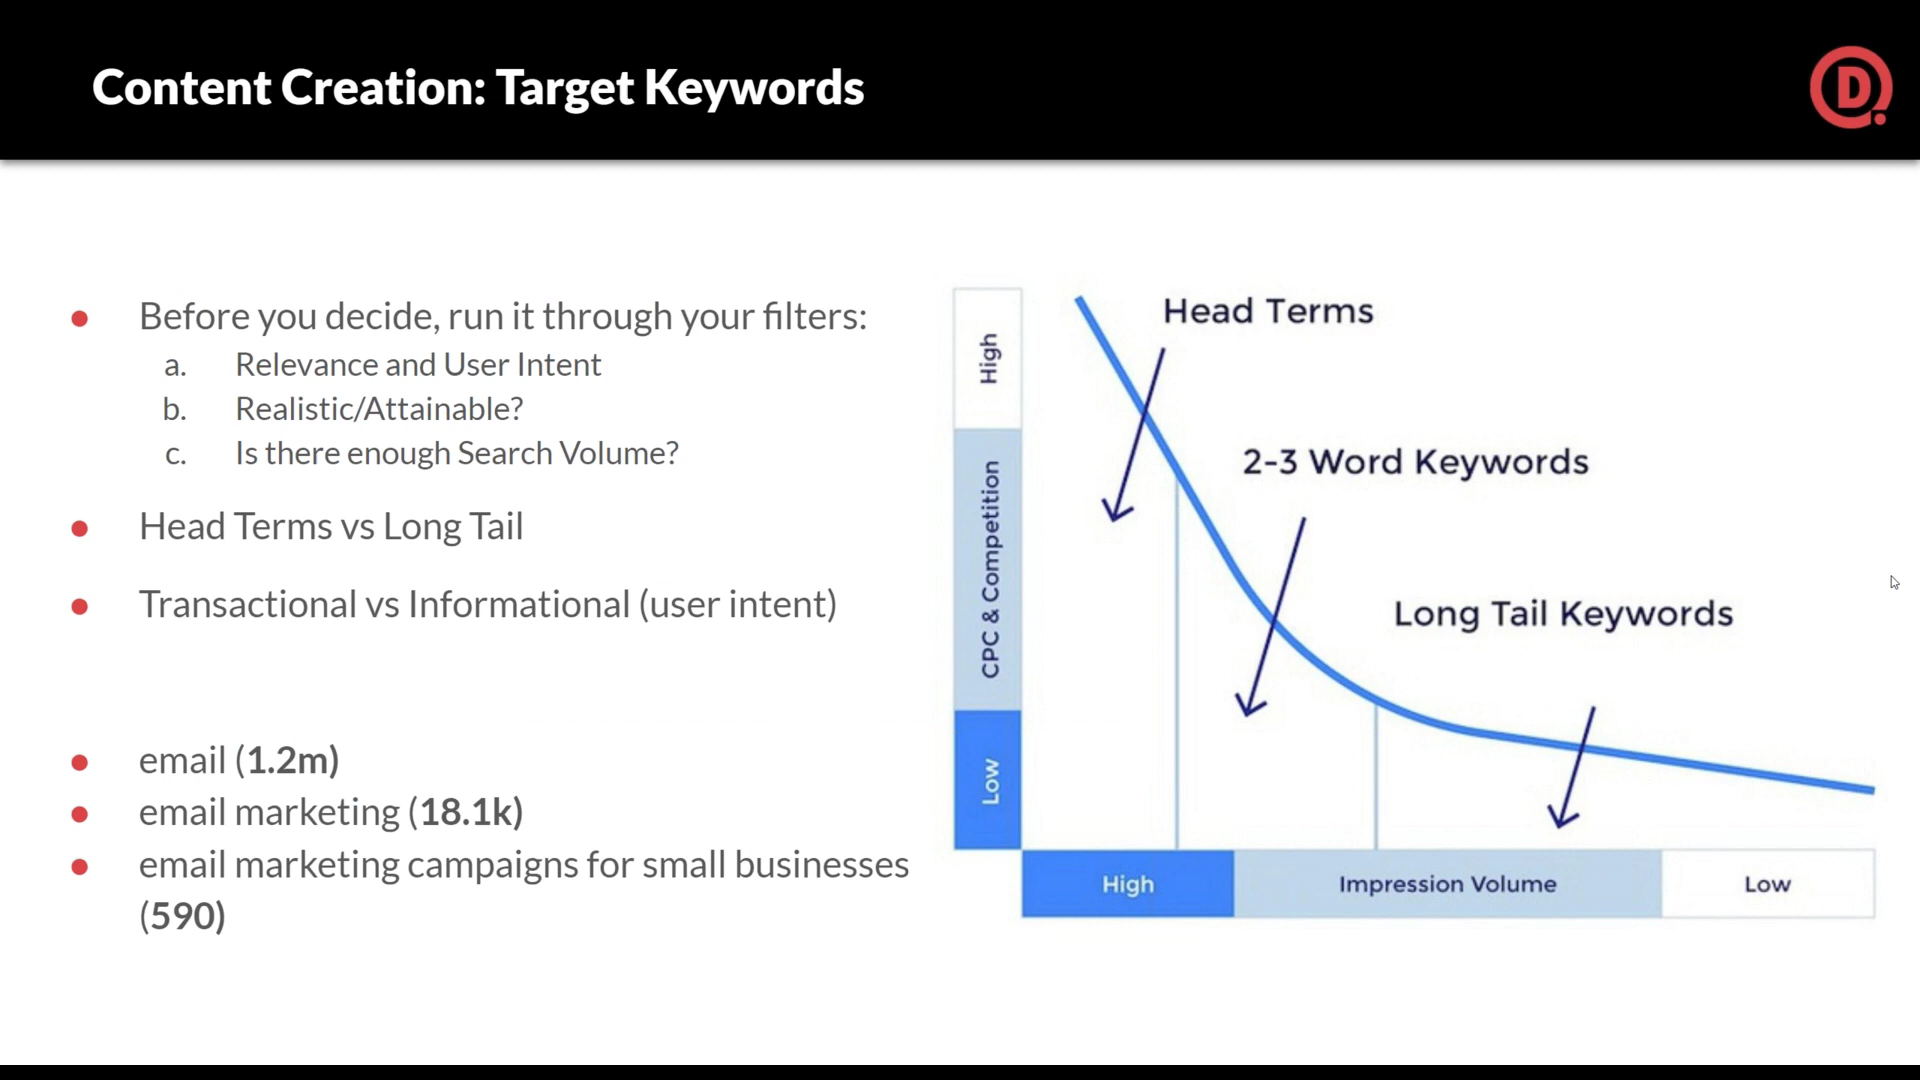 Content Creation: Target Keywords
D
● Before you decide, run it through your filters:
a. Relevance and User Intent
b. Realistic/Attainable?
c. Is there enough Search Volume?
● Head Terms vs Long Tail
● Transactional vs Informational (user intent)
● email (1.2m)
● email marketing (18.1k)
● email marketing campaigns for small businesses
(590)
High
CPC & Competition
Low
Head Terms
2-3 Word Keywords
Long Tail Keywords
High
Impression Volume
Low